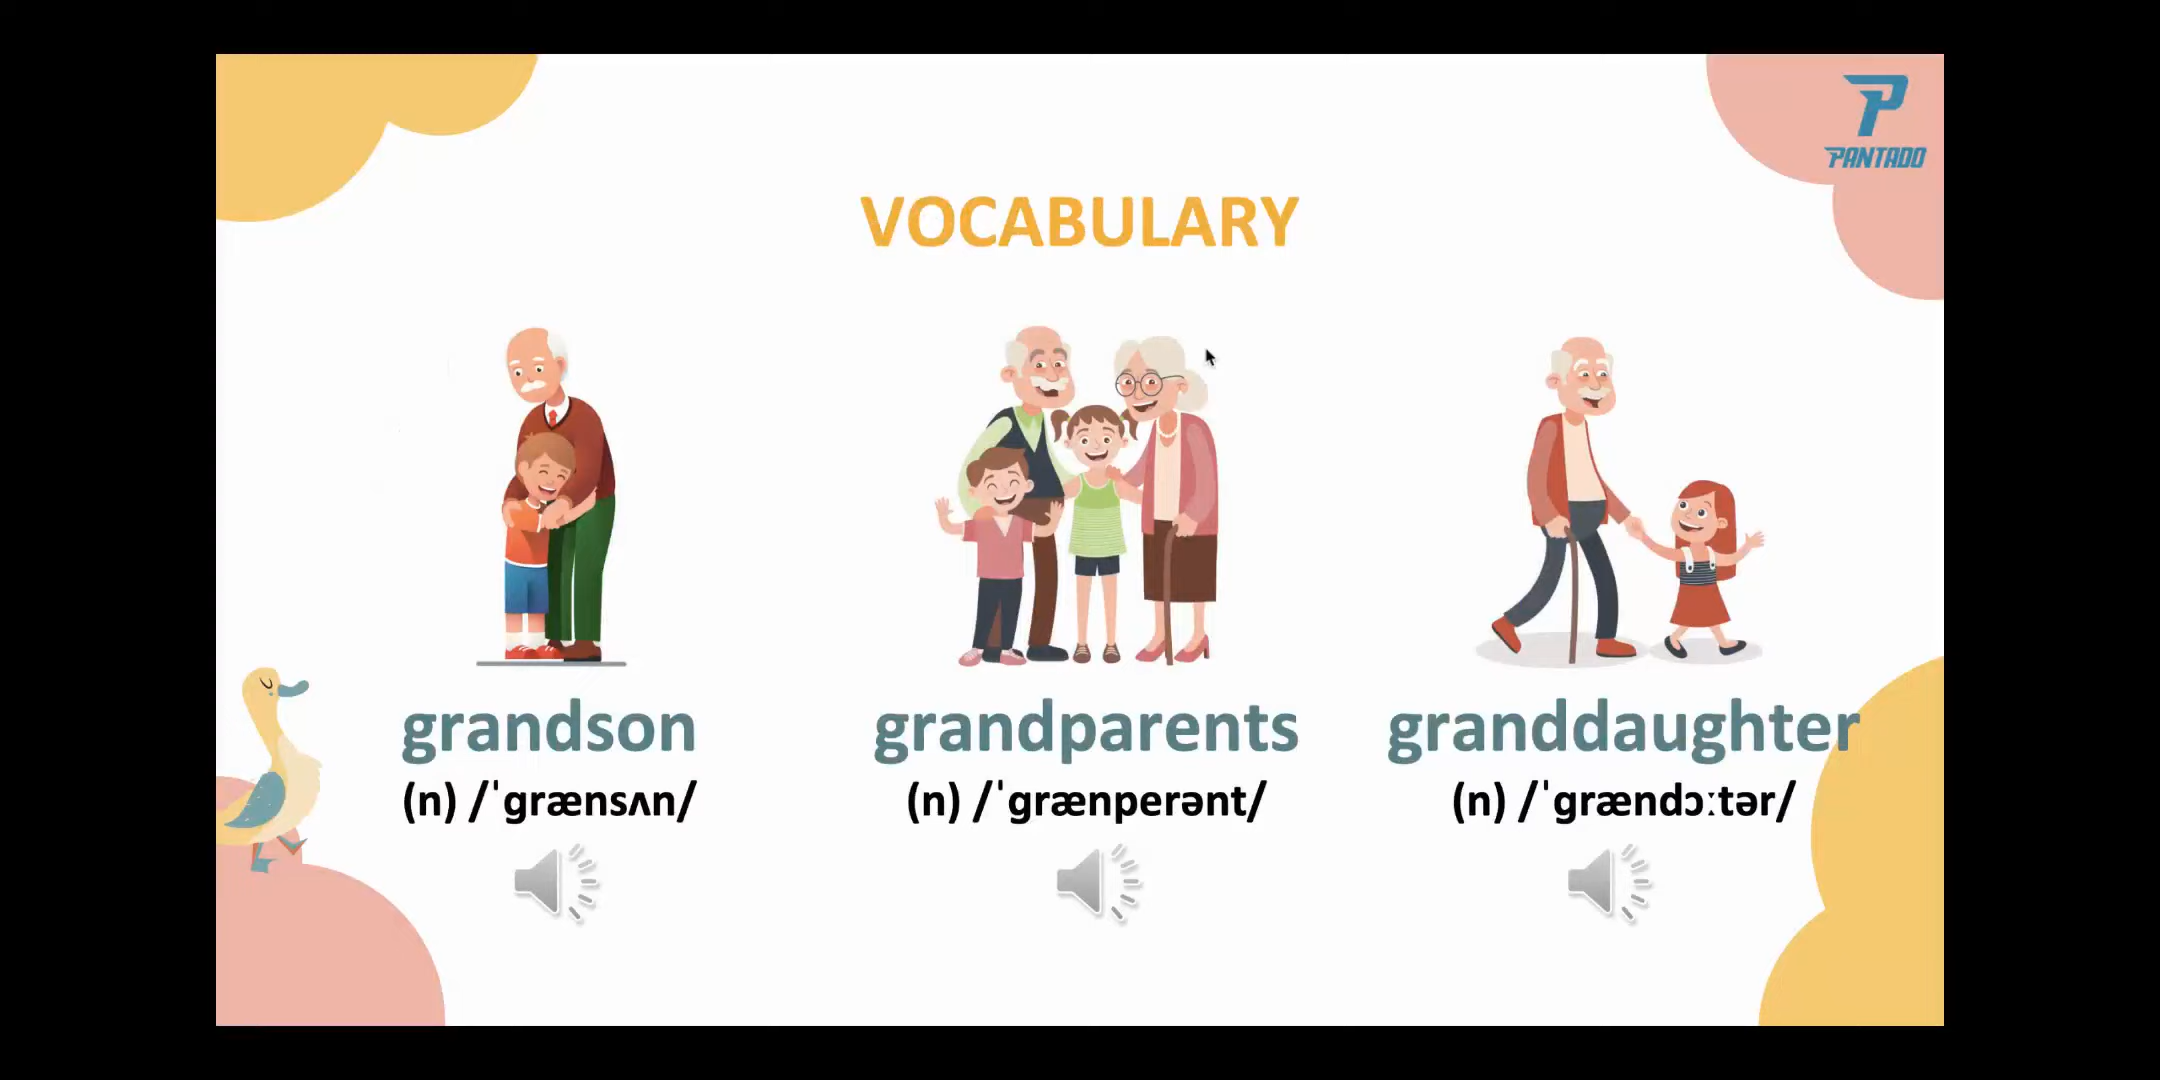 PANTADO
VOCABULARY
grandson
(n) /ˈɡrænsʌn/
grandparents
(n) /ˈɡrænperənt/
granddaughter
(n) /ˈɡrændɔːtər/